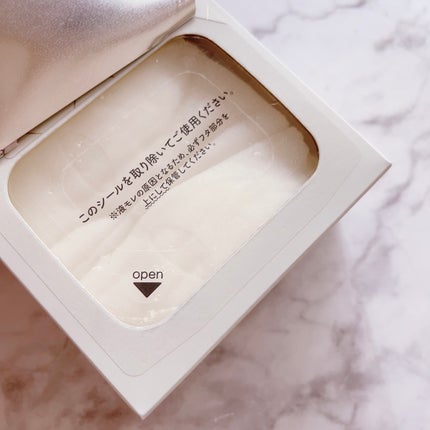 このシールを取り除いてご使用ください。
※液モレの原因となるため、必ずフタ部分を
上にして保管してください。
open